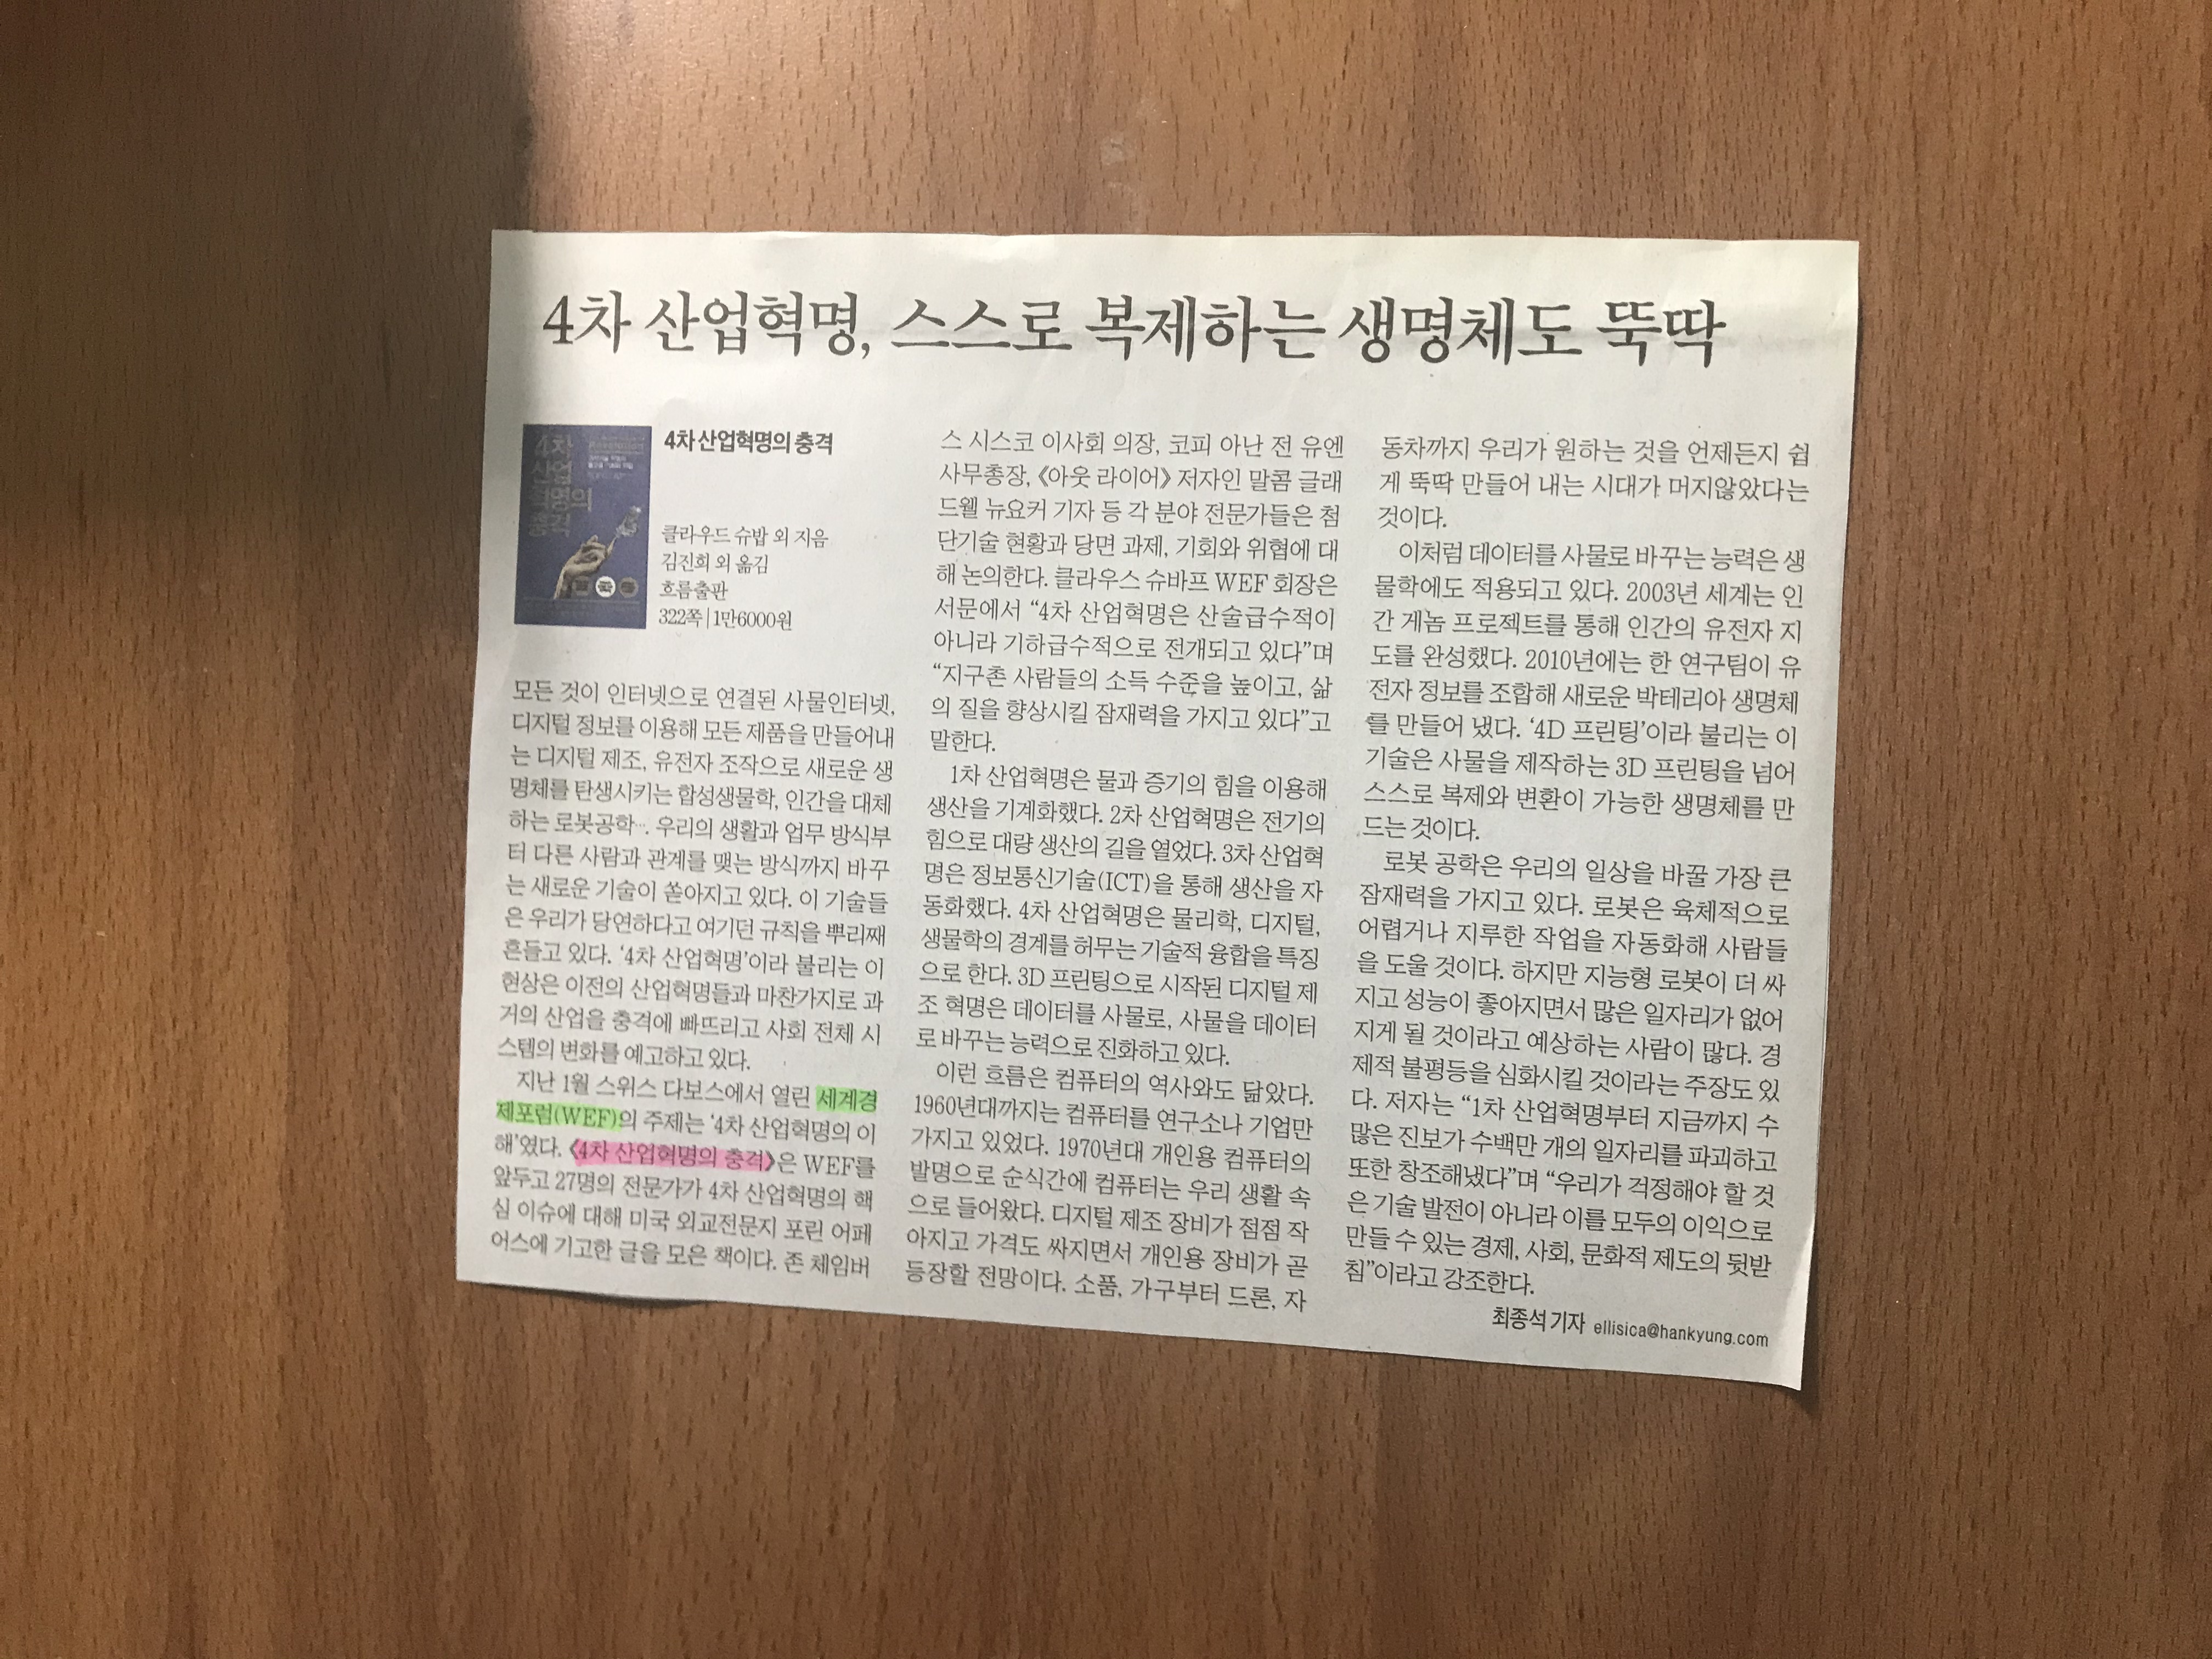 4차 산업혁명, 스스로 복제하는 생명체도 뚝딱
4차 산업혁명의 충격
4차산업혁명의 충격
클라우드 슈밥 외 지음
김진희 외 옮김
흐름출판
322쪽 | 1만6000원
모든 것이 인터넷으로 연결된 사물인터넷,
디지털 정보를 이용해 모든 제품을 만들어내
는 디지털 제조, 유전자 조작으로 새로운 생
명체를 탄생시키는 합성생물학, 인간을 대체
하는 로봇공학…. 우리의 생활과 업무 방식부
터 다른 사람과 관계를 맺는 방식까지 바꾸
는 새로운 기술이 쏟아지고 있다. 이 기술들
은 우리가 당연하다고 여기던 규칙을 뿌리째
흔들고 있다. ‘4차 산업혁명’이라 불리는 이
현상은 이전의 산업혁명들과 마찬가지로 과
거의 산업을 충격에 빠뜨리고 사회 전체 시
스템의 변화를 예고하고 있다.
지난 1월 스위스 다보스에서 열린 세계경
제포럼(WEF)의 주제는 ‘4차 산업혁명의 이
해’였다. 《4차 산업혁명의 충격》은 WEF를
앞두고 27명의 전문가가 4차 산업혁명의 핵
심 이슈에 대해 미국 외교전문지 포린 어페
어스에 기고한 글을 모은 책이다. 존 체임버
스 시스코 이사회 의장, 코피 아난 전 유엔
사무총장, 《아웃 라이어》 저자인 말콤 글래
드웰 뉴요커 기자 등 각 분야 전문가들은 첨
단기술 현황과 당면 과제, 기회와 위협에 대
해 논의한다. 클라우스 슈바프 WEF 회장은
서문에서 “4차 산업혁명은 산술급수적이
아니라 기하급수적으로 전개되고 있다”며
“지구촌 사람들의 소득 수준을 높이고, 삶
의 질을 향상시킬 잠재력을 가지고 있다”고
말한다.
1차 산업혁명은 물과 증기의 힘을 이용해
생산을 기계화했다. 2차 산업혁명은 전기의
힘으로 대량 생산의 길을 열었다. 3차 산업혁
명은 정보통신기술(ICT)을 통해 생산을 자
동화했다. 4차 산업혁명은 물리학, 디지털,
생물학의 경계를 허무는 기술적 융합을 특징
으로 한다. 3D 프린팅으로 시작된 디지털 제
조 혁명은 데이터를 사물로, 사물을 데이터
로 바꾸는 능력으로 진화하고 있다.
이런 흐름은 컴퓨터의 역사와도 닮았다.
1960년대까지는 컴퓨터를 연구소나 기업만
가지고 있었다. 1970년대 개인용 컴퓨터의
발명으로 순식간에 컴퓨터는 우리 생활 속
으로 들어왔다. 디지털 제조 장비가 점점 작
아지고 가격도 싸지면서 개인용 장비가 곧
등장할 전망이다. 소품, 가구부터 드론, 자
동차까지 우리가 원하는 것을 언제든지 쉽
게 뚝딱 만들어 내는 시대가 머지않았다는
것이다.
이처럼 데이터를 사물로 바꾸는 능력은 생
물학에도 적용되고 있다. 2003년 세계는 인
간 게놈 프로젝트를 통해 인간의 유전자 지
도를 완성했다. 2010년에는 한 연구팀이 유
전자 정보를 조합해 새로운 박테리아 생명체
를 만들어 냈다. ‘4D 프린팅’이라 불리는 이
기술은 사물을 제작하는 3D 프린팅을 넘어
스스로 복제와 변환이 가능한 생명체를 만
드는 것이다.
로봇 공학은 우리의 일상을 바꿀 가장 큰
잠재력을 가지고 있다. 로봇은 육체적으로
어렵거나 지루한 작업을 자동화해 사람들
을 도울 것이다. 하지만 지능형 로봇이 더 싸
지고 성능이 좋아지면서 많은 일자리가 없어
지게 될 것이라고 예상하는 사람이 많다. 경
제적 불평등을 심화시킬 것이라는 주장도 있
다. 저자는 “1차 산업혁명부터 지금까지 수
많은 진보가 수백만 개의 일자리를 파괴하고
또한 창조해냈다”며 “우리가 걱정해야 할 것
은 기술 발전이 아니라 이를 모두의 이익으로
만들 수 있는 경제, 사회, 문화적 제도의 뒷받
침”이라고 강조한다.
최종석 기자 ellisica@hankyung.com